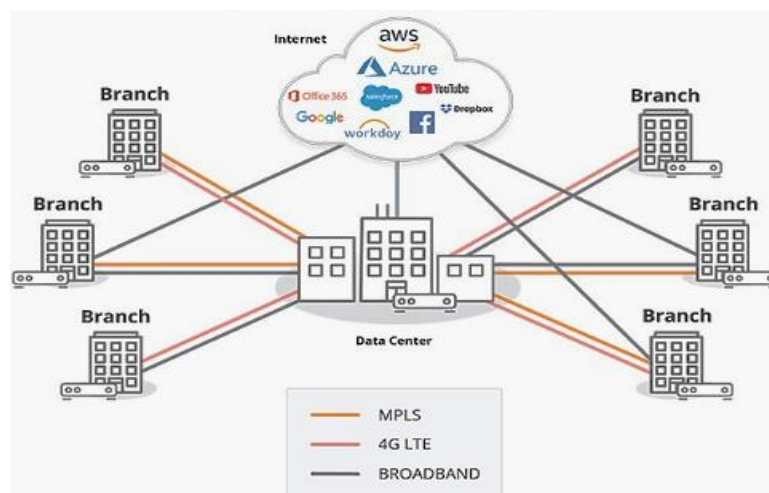 Internet
aws
Azure
Office 365
salesforce
YouTube
Google
workday
Dropbox
f
Branch
Branch
Branch
Branch
Branch
Branch
Data Center
MPLS
4G LTE
BROADBAND